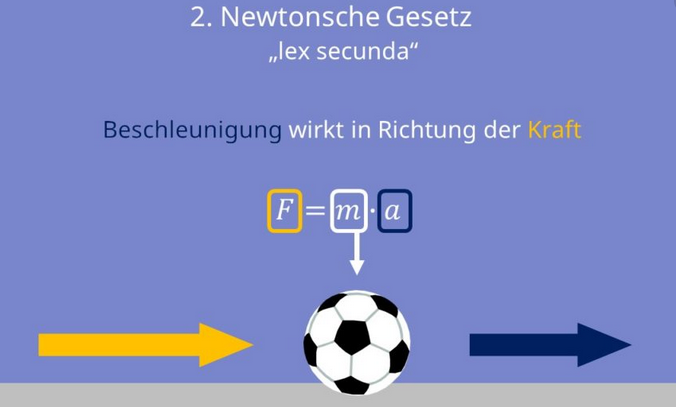 2. Newtonsche Gesetz
„lex secunda“
Beschleunigung wirkt in Richtung der Kraft
F = m · a